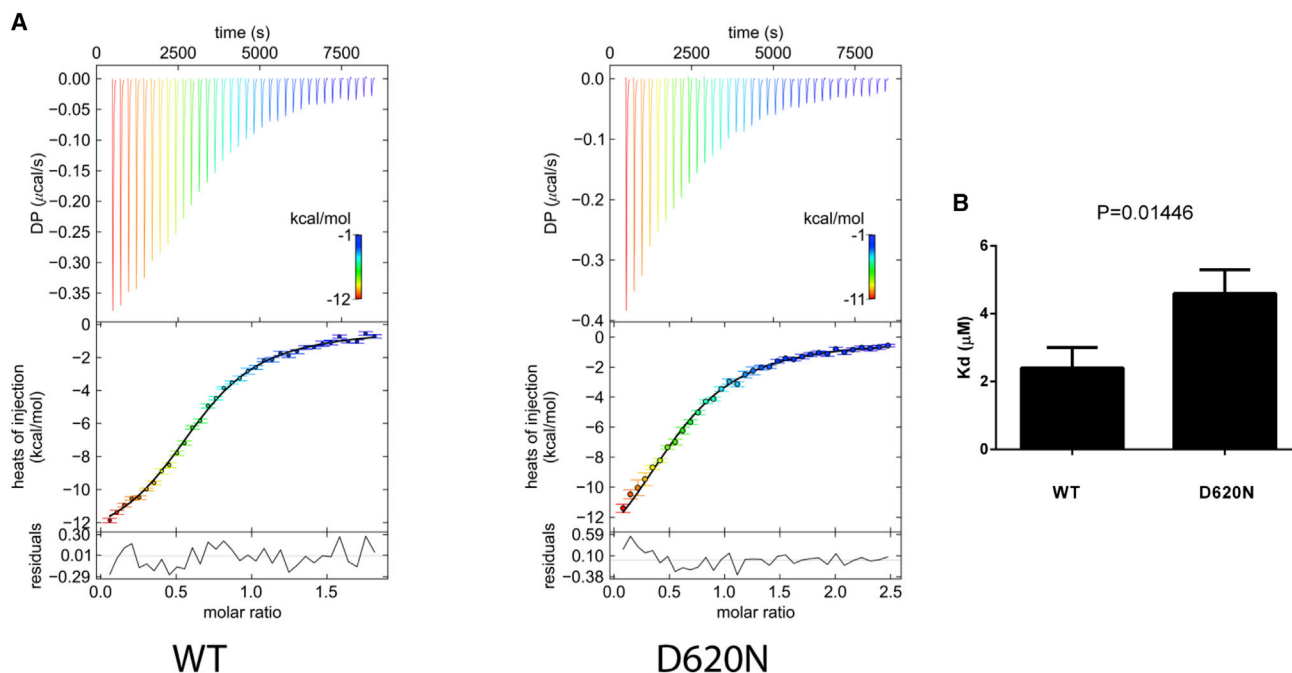 A
time (s)
0 2500 5000 7500
0.00
−0.05
−0.10
−0.15
−0.20
−0.25
−0.30
−0.35
DP (μcal/s)
kcal/mol
-1
-12
0
−2
−4
−6
−8
−10
−12
heats of injection
(kcal/mol)
0.30
0.01
−0.29
residuals
0.0 0.5 1.0 1.5
molar ratio
WT
time (s)
0 2500 5000 7500
0.00
−0.1
−0.2
−0.3
−0.4
DP (μcal/s)
kcal/mol
-1
-11
0
−2
−4
−6
−8
−10
−12
heats of injection
(kcal/mol)
0.59
0.10
−0.38
residuals
0.0 0.5 1.0 1.5 2.0 2.5
molar ratio
D620N
B
P=0.01446
6
4
2
0
Kd (μM)
WT D620N